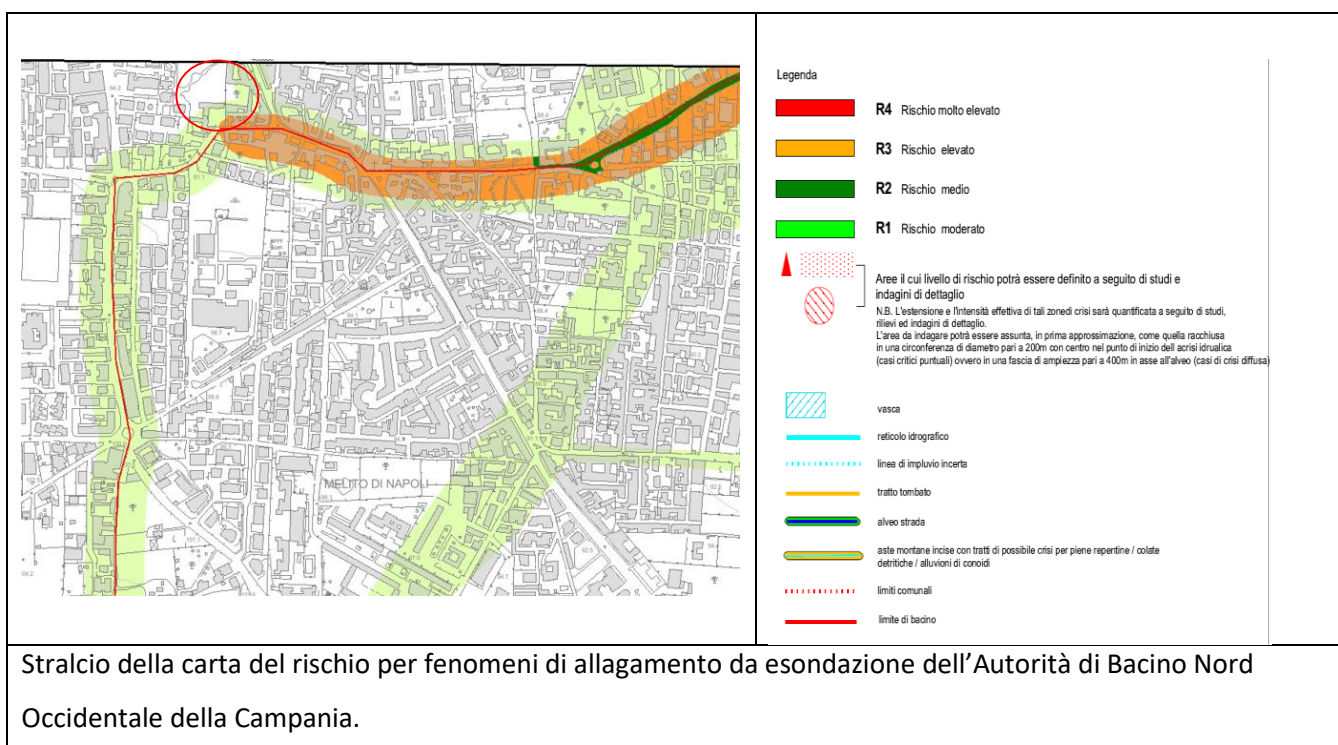 MELITO DI NAPOLI
Legenda
R4 Rischio molto elevato
R3 Rischio elevato
R2 Rischio medio
R1 Rischio moderato
Aree il cui livello di rischio potrà essere definito a seguito di studi e
indagini di dettaglio
N.B. L'estensione e l'intensità effettiva di tali zonedi crisi sarà quantificata a seguito di studi,
rilievi ed indagini di dettaglio.
L'area da indagare potrà essere assunta, in prima approssimazione, come quella racchiusa
in una circonferenza di diametro pari a 200m con centro nel punto di inizio dell acrisi idrualica
(casi critici puntuali) ovvero in una fascia di ampiezza pari a 400m in asse all'alveo (casi di crisi diffusa)
vasca
reticolo idrografico
linea di impluvio incerta
tratto tombato
alveo strada
aste montane incise con tratti di possibile crisi per piene repentine / colate
detritiche / alluvioni di conoidi
limiti comunali
limite di bacino
Stralcio della carta del rischio per fenomeni di allagamento da esondazione dell'Autorità di Bacino Nord
Occidentale della Campania.